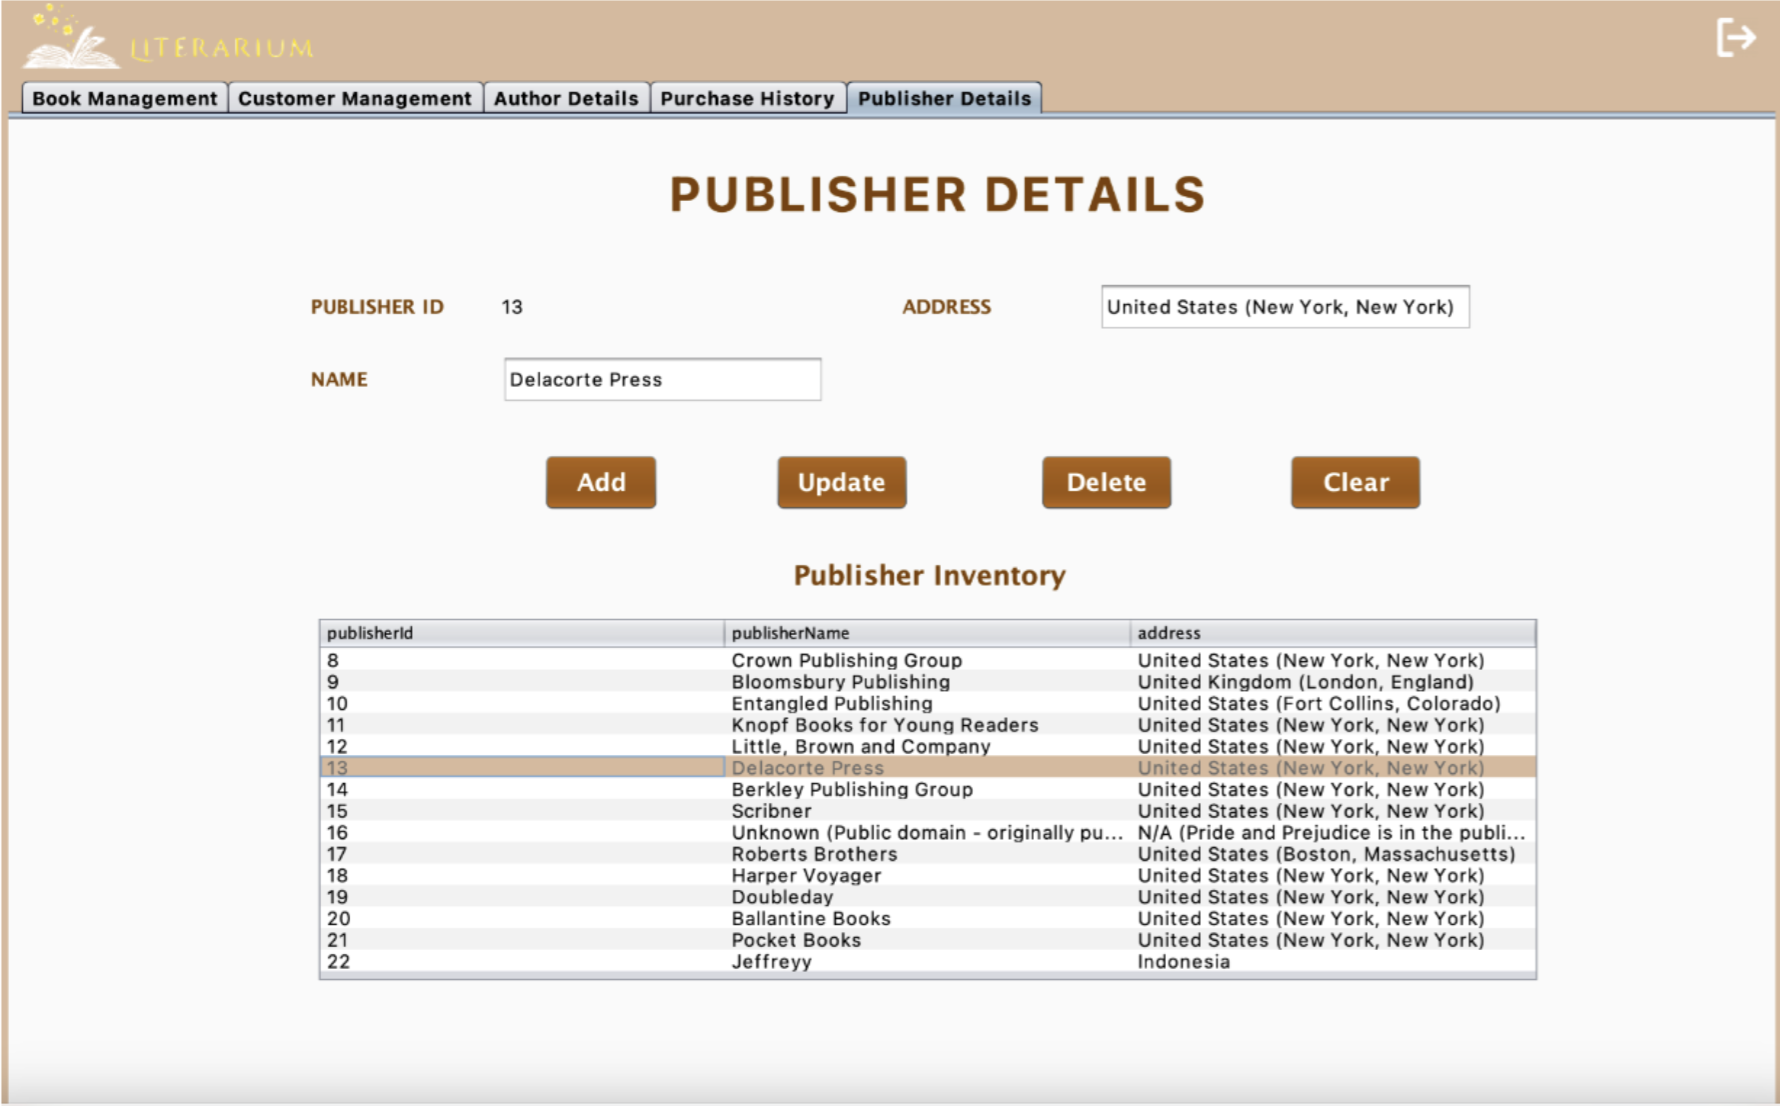 LITERARIUM
Book Management Customer Management Author Details Purchase History Publisher Details
PUBLISHER DETAILS
PUBLISHER ID 13 ADDRESS United States (New York, New York)
NAME Delacorte Press
Add Update Delete Clear
Publisher Inventory
publisherId publisherName address
8 Crown Publishing Group United States (New York, New York)
9 Bloomsbury Publishing United Kingdom (London, England)
10 Entangled Publishing United States (Fort Collins, Colorado)
11 Knopf Books for Young Readers United States (New York, New York)
12 Little, Brown and Company United States (New York, New York)
13 Delacorte Press United States (New York, New York)
14 Berkley Publishing Group United States (New York, New York)
15 Scribner United States (New York, New York)
16 Unknown (Public domain - originally pu... N/A (Pride and Prejudice is in the publi...
17 Roberts Brothers United States (Boston, Massachusetts)
18 Harper Voyager United States (New York, New York)
19 Doubleday United States (New York, New York)
20 Ballantine Books United States (New York, New York)
21 Pocket Books United States (New York, New York)
22 Jeffreyy Indonesia